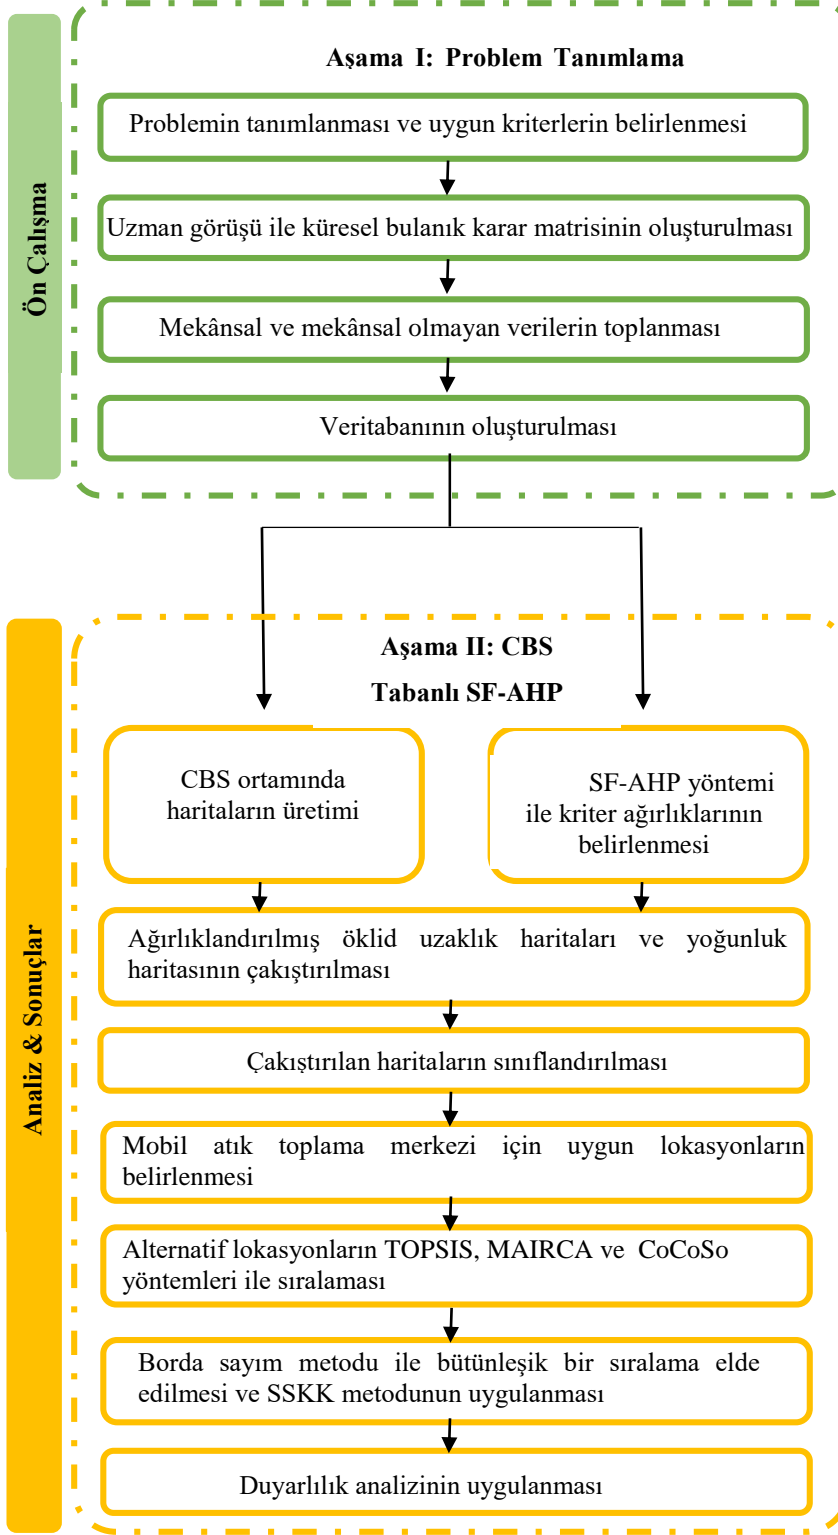 Ön Çalışma
Aşama I: Problem Tanımlama
Problemin tanımlanması ve uygun kriterlerin belirlenmesi
Uzman görüşü ile küresel bulanık karar matrisinin oluşturulması
Mekânsal ve mekânsal olmayan verilerin toplanması
Veritabanının oluşturulması
Analiz & Sonuçlar
Aşama II: CBS
Tabanlı SF-AHP
CBS ortamında
haritaların üretimi
SF-AHP yöntemi
ile kriter ağırlıklarının
belirlenmesi
Ağırlıklandırılmış öklid uzaklık haritaları ve yoğunluk
haritasının çakıştırılması
Çakıştırılan haritaların sınıflandırılması
Mobil atık toplama merkezi için uygun lokasyonların
belirlenmesi
Alternatif lokasyonların TOPSIS, MAIRCA ve CoCoSo
yöntemleri ile sıralaması
Borda sayım metodu ile bütünleşik bir sıralama elde
edilmesi ve SSKK metodunun uygulanması
Duyarlılık analizinin uygulanması